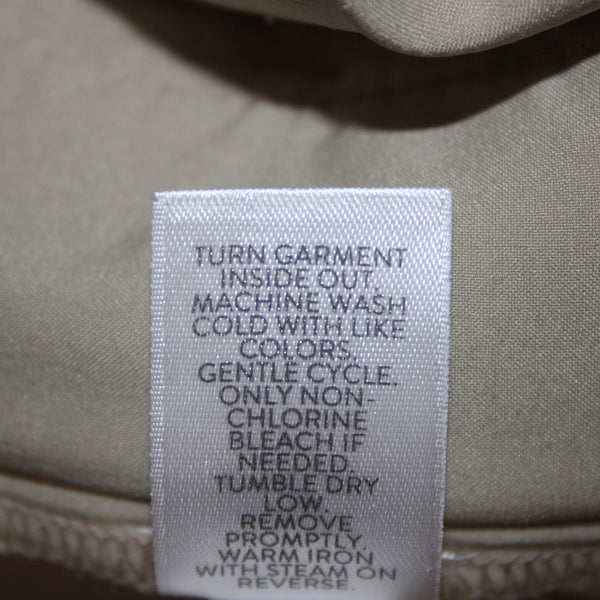 TURN GARMENT
INSIDE OUT.
MACHINE WASH
COLD WITH LIKE
COLORS.
GENTLE CYCLE.
ONLY NON-
CHLORINE
BLEACH IF
NEEDED.
TUMBLE DRY
LOW.
REMOVE
PROMPTLY.
WARM IRON
WITH STEAM ON
REVERSE.